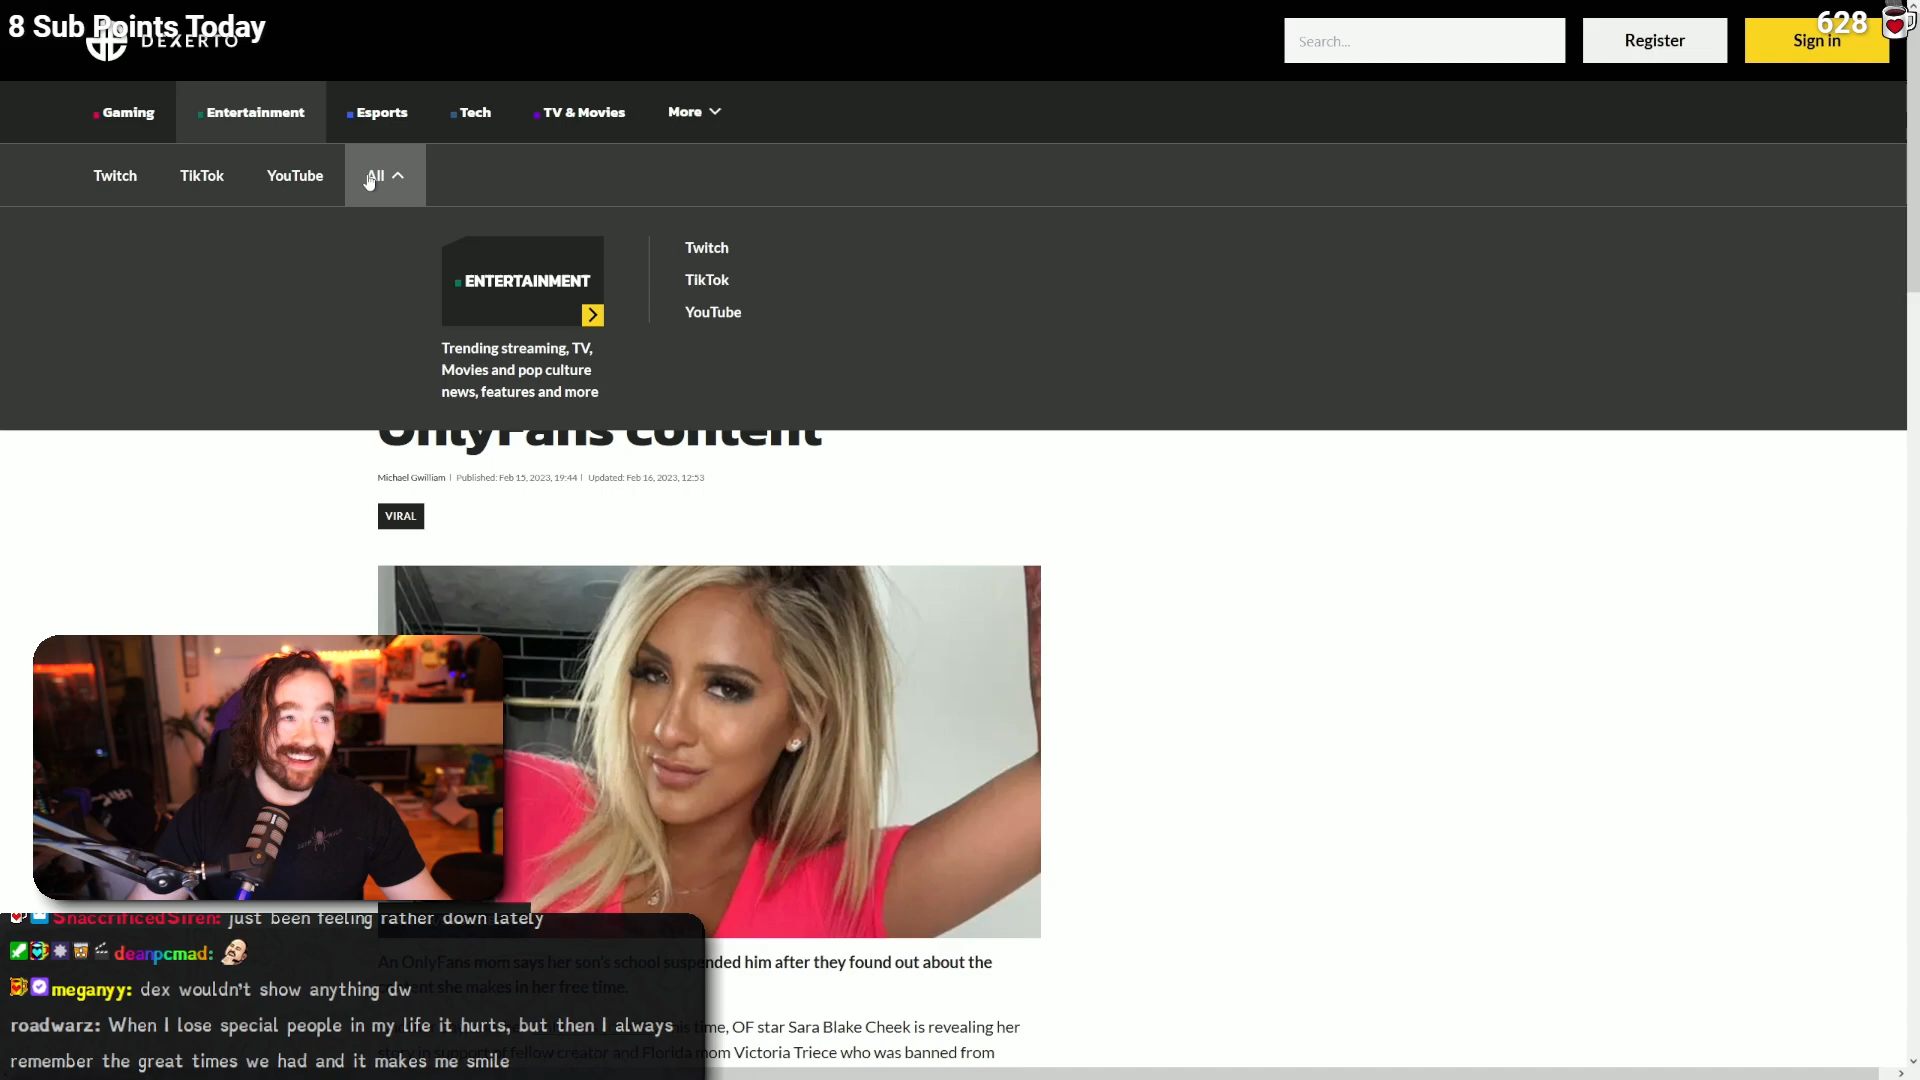 8 Sub Points Today
DEXERTO
Search...
Register
Sign in
628
Gaming
Entertainment
Esports
Tech
TV & Movies
More
Twitch
TikTok
YouTube
All
ENTERTAINMENT
Trending streaming, TV,
Movies and pop culture
news, features and more
Twitch
TikTok
YouTube
OnlyFans content
Michael Gwilliam | Published: Feb 15, 2023, 19:44 | Updated: Feb 16, 2023, 12:53
VIRAL
An OnlyFans mom says her son's school suspended him after they found out about the
she makes in her free time.
time, OF star Sara Blake Cheek is revealing her
story in support of fellow creator and Florida mom Victoria Triece who was banned from
SnaccrificedSiren: just been feeling rather down lately
deanpcmad:
meganyy: dex wouldn't show anything dw
roadwarz: When I lose special people in my life it hurts, but then I always
remember the great times we had and it makes me smile